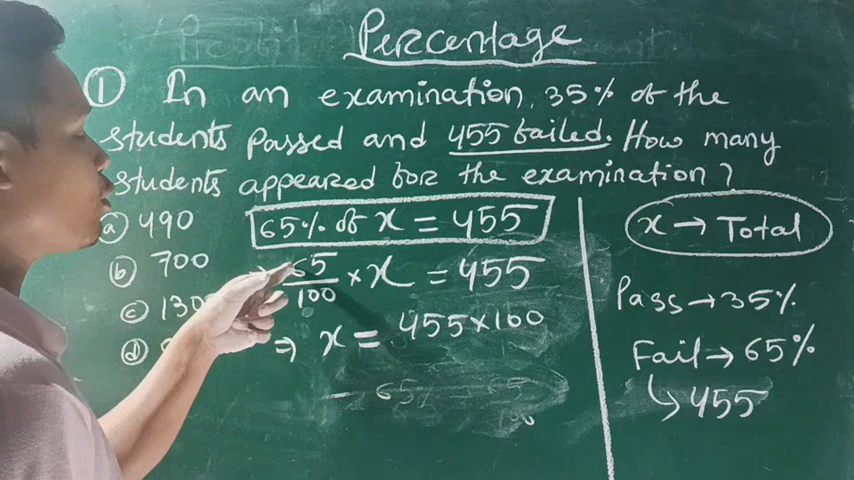 Percentage
① In an examination, 35% of the
students passed and 455 failed. How many
students appeared for the examination?
ⓐ 490
ⓑ 700
ⓒ 130
ⓓ
65% of x = 455
65/100 × x = 455
⇒ x = 455×100
x → Total
Pass → 35%
Fail → 65%
↳ 455